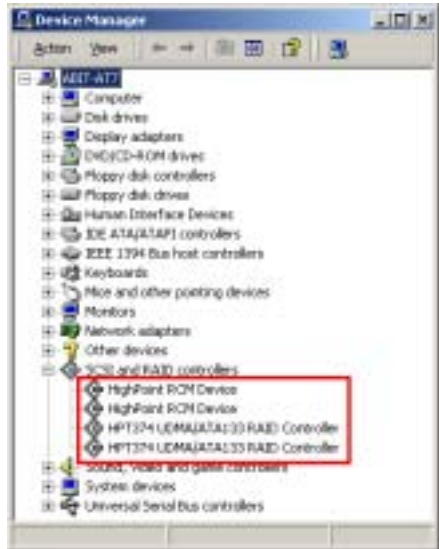 Device Manager
Action View
ABIT-AT7
Computer
Disk drives
Display adapters
DVD/CD-ROM drives
Floppy disk controllers
Floppy disk drives
Human Interface Devices
IDE ATA/ATAPI controllers
IEEE 1394 Bus host controllers
Keyboards
Mice and other pointing devices
Monitors
Network adapters
Other devices
SCSI and RAID controllers
HighPoint RCM Device
HighPoint RCM Device
HPT374 UDMA/ATA133 RAID Controller
HPT374 UDMA/ATA133 RAID Controller
Sound, video and game controllers
System devices
Universal Serial Bus controllers